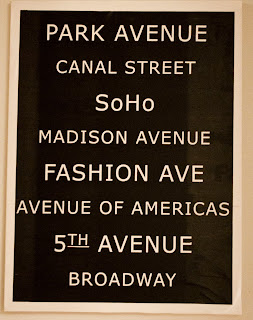 PARK AVENUE
CANAL STREET
SoHo
MADISON AVENUE
FASHION AVE
AVENUE OF AMERICAS
5TH AVENUE
BROADWAY